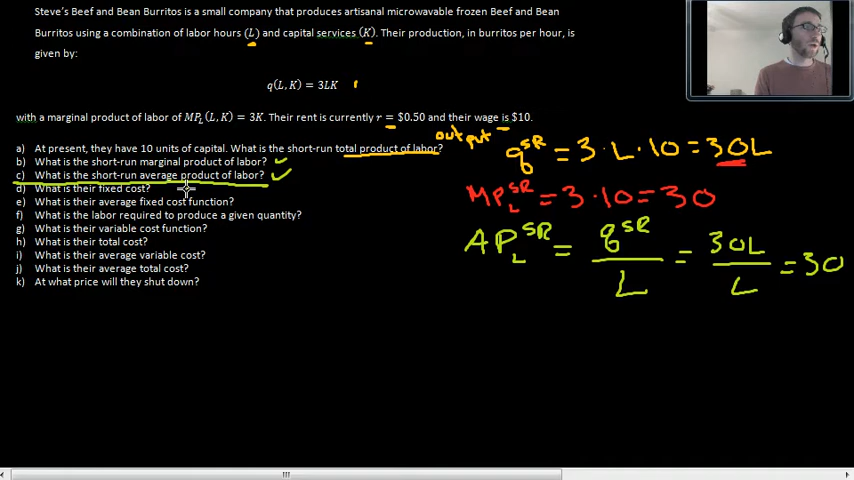 Steve's Beef and Bean Burritos is a small company that produces artisanal microwavable frozen Beef and Bean
Burritos using a combination of labor hours (L) and capital services (K). Their production, in burritos per hour, is
given by:
q(L, K) = 3LK
with a marginal product of labor of MP_L(L, K) = 3K. Their rent is currently r = $0.50 and their wage is $10.
a) At present, they have 10 units of capital. What is the short-run total product of labor?
b) What is the short-run marginal product of labor?
c) What is the short-run average product of labor?
d) What is their fixed cost?
e) What is their average fixed cost function?
f) What is the labor required to produce a given quantity?
g) What is their variable cost function?
h) What is their total cost?
i) What is their average variable cost?
j) What is their average total cost?
k) At what price will they shut down?
output
q^SR = 3 · L · 10 = 30L
MP_L^SR = 3 · 10 = 30
AP_L^SR = q^SR / L = 30L / L = 30